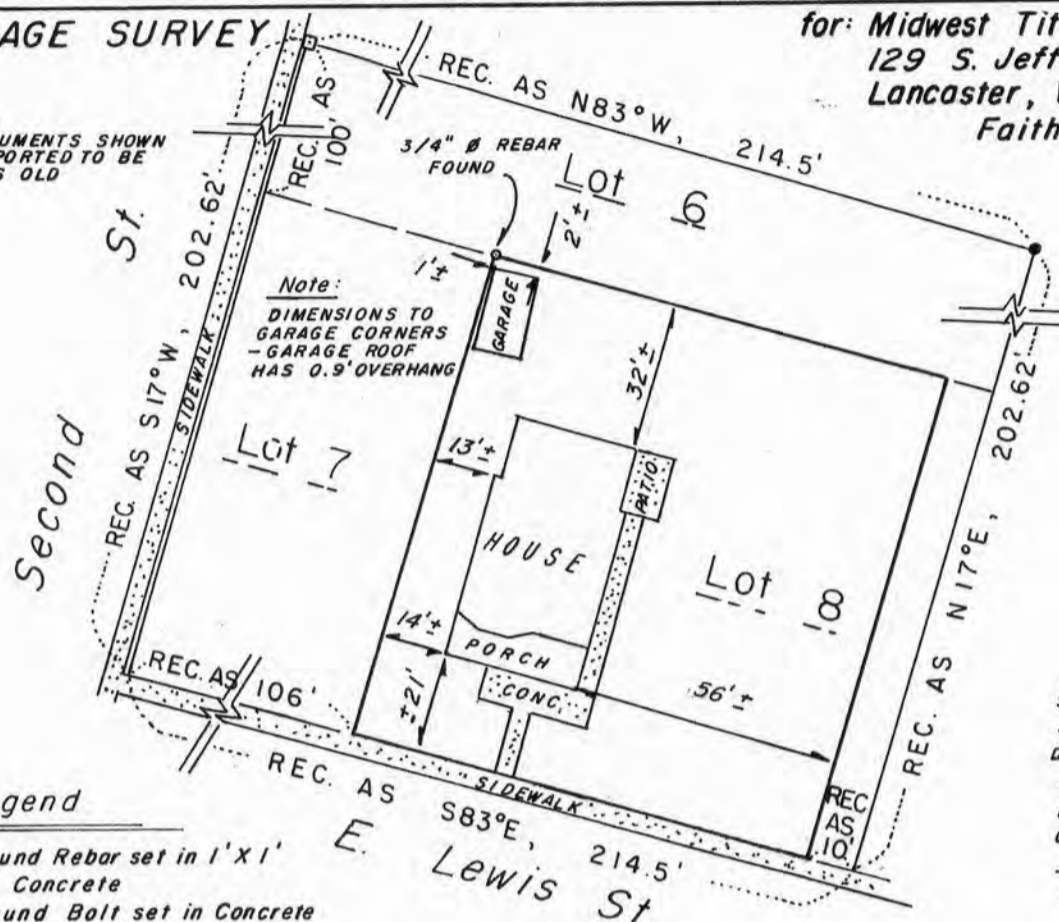 AGE SURVEY
for: Midwest Tit
129 S. Jeff
Lancaster,
Faith
UMENTS SHOWN
PORTED TO BE
S OLD
REC. AS N83°W, 214.5'
REC. AS
100'
3/4" Ø REBAR
FOUND
Lot 6
2'±
1'±
GARAGE
Note:
DIMENSIONS TO
GARAGE CORNERS
- GARAGE ROOF
HAS 0.9' OVERHANG
32'±
Second St.
REC. AS S17°W, 202.62'
SIDEWALK
Lot 7
13'±
HOUSE
PATIO
Lot 8
REC. AS N17°E, 202.62'
14'±
PORCH
CONC.
56'±
±21'
REC. AS 106'
REC. AS S83°E, 214.5'
SIDEWALK
REC
AS
10'
E. Lewis St
gend
und Rebar set in 1' X 1'
Concrete
und Bolt set in Concrete